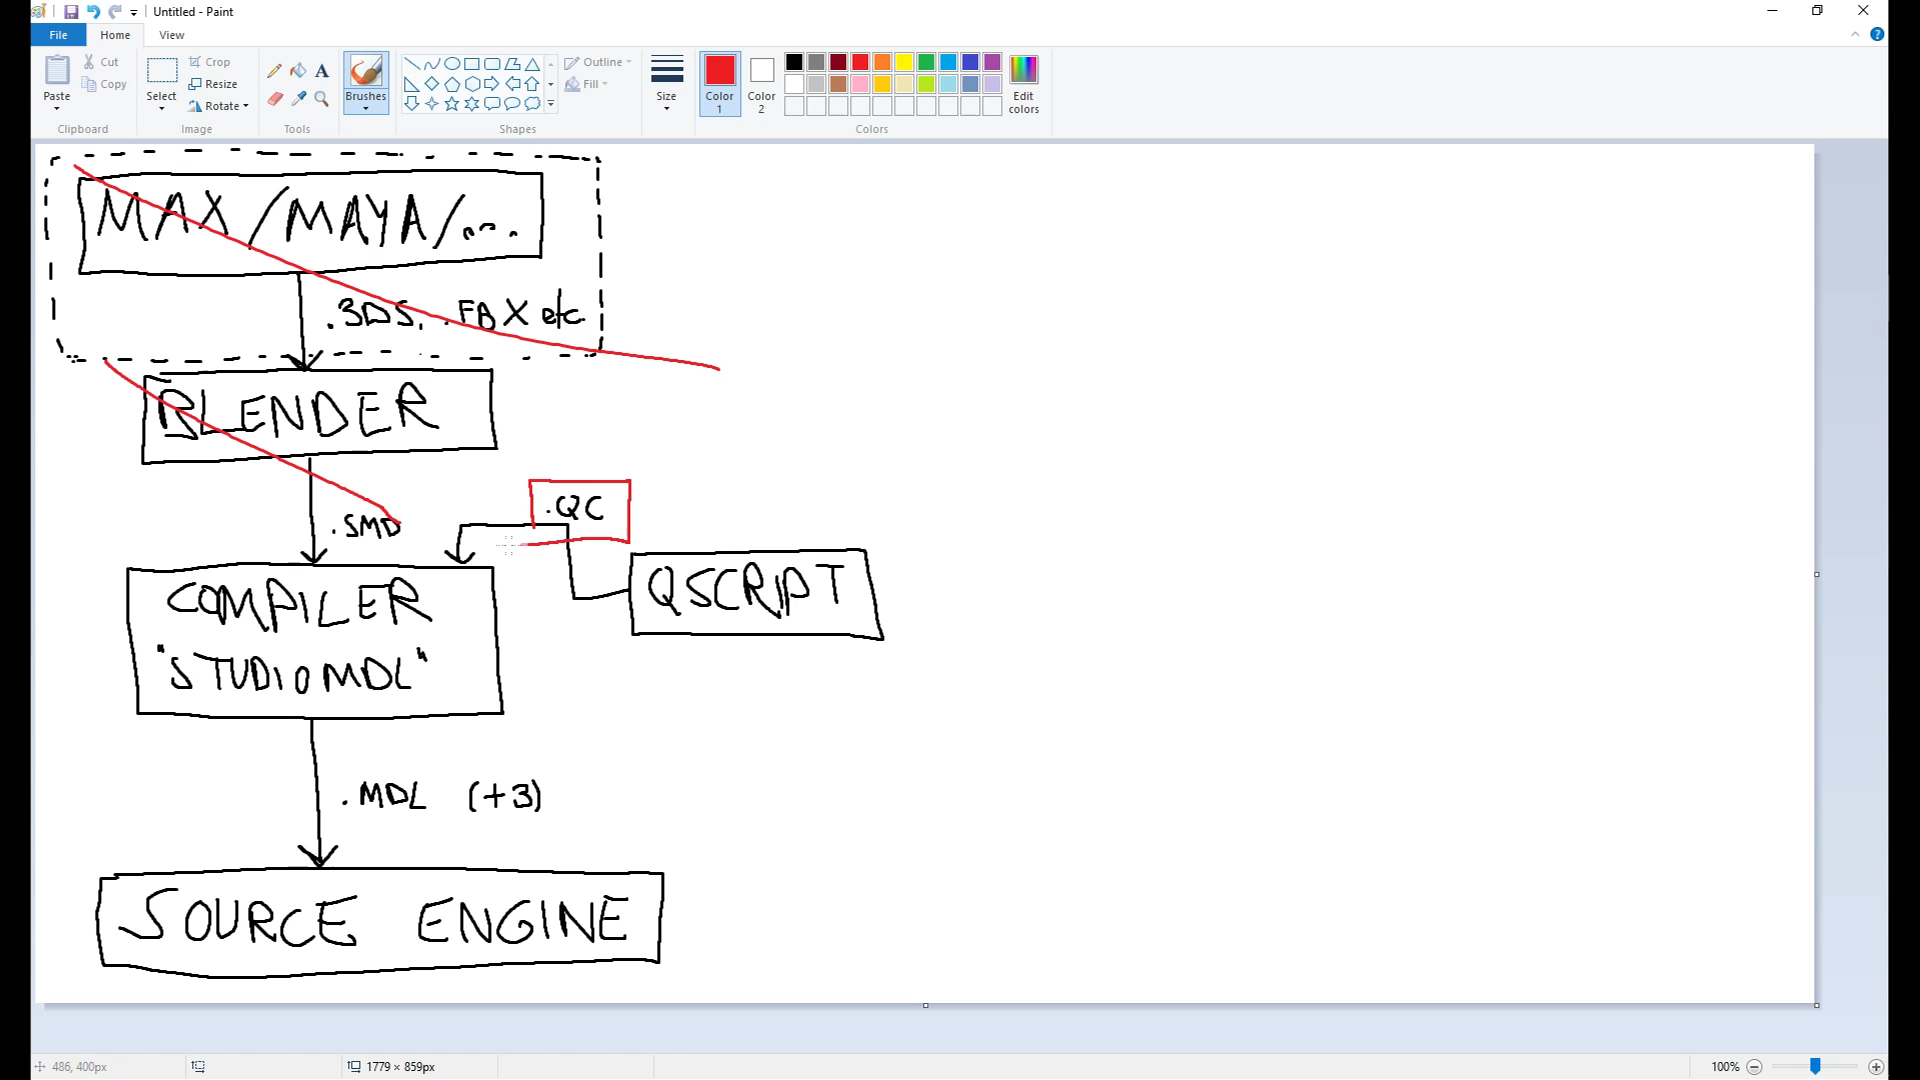 Untitled - Paint
File Home View
Paste
Cut
Copy
Clipboard
Select
Crop
Resize
Rotate
Image
Tools
Brushes
Outline
Fill
Shapes
Size
Color 1
Color 2
Edit colors
Colors
MAX/MAYA/...
.3DS, .FBX etc
BLENDER
.SMD
.QC
QSCRIPT
COMPILER
"STUDIOMDL"
.MDL (+3)
SOURCE ENGINE
486, 400px
1779 × 859px
100%